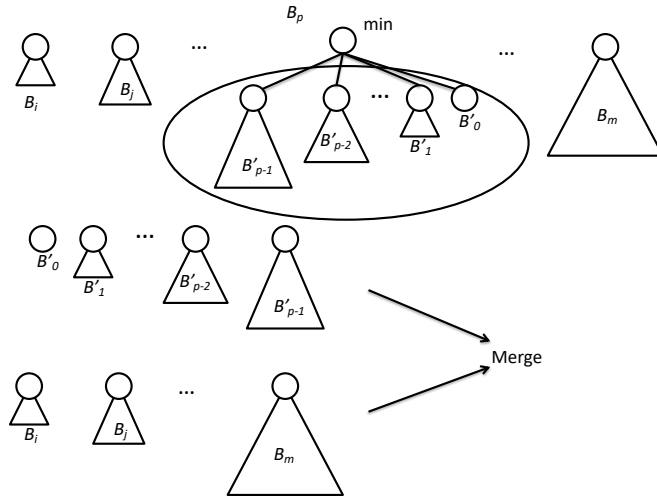 ... B_p min ...
B_i B_j B'_{p-1} B'_{p-2} ... B'_1 B'_0 B_m
B'_0 B'_1 ... B'_{p-2} B'_{p-1}
Merge
B_i B_j ... B_m